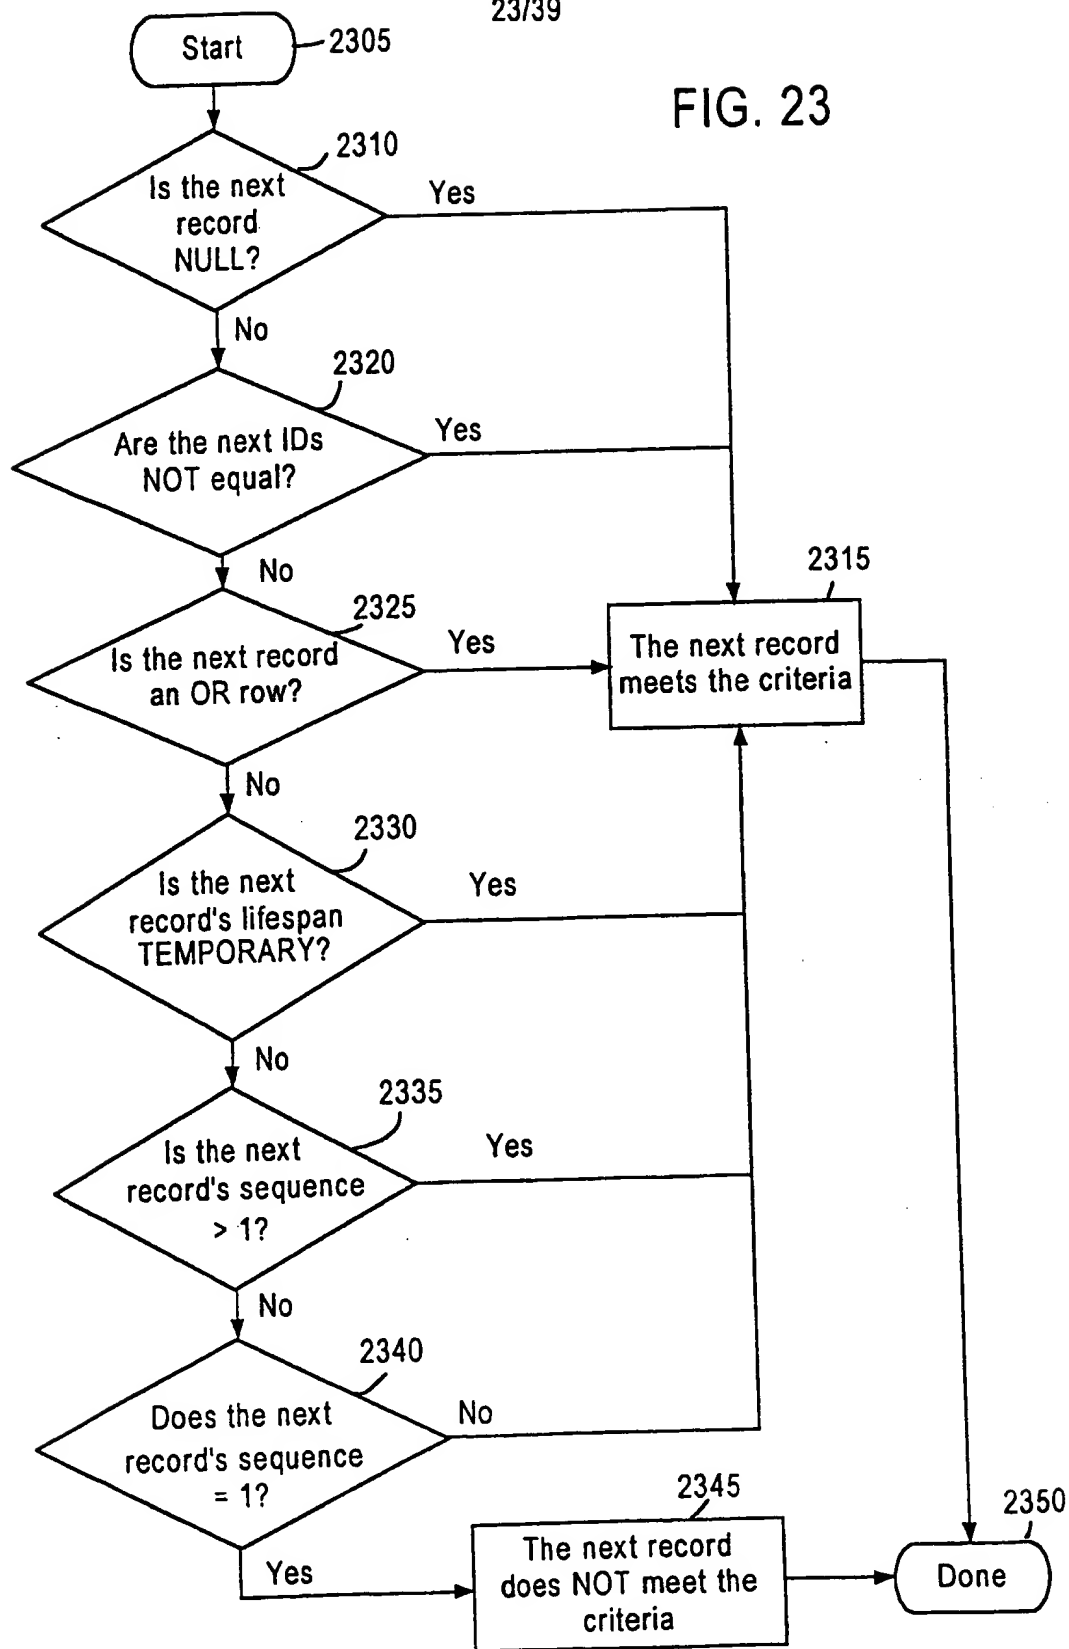 23/39
Start
2305
FIG. 23
2310
Is the next
record
NULL?
Yes
No
2320
Are the next IDs
NOT equal?
Yes
No
2315
2325
Is the next record
an OR row?
Yes
The next record
meets the criteria
No
2330
Is the next
record's lifespan
TEMPORARY?
Yes
No
2335
Is the next
record's sequence
> 1?
Yes
No
2340
Does the next
record's sequence
= 1?
No
Yes
2345
The next record
does NOT meet the
criteria
2350
Done